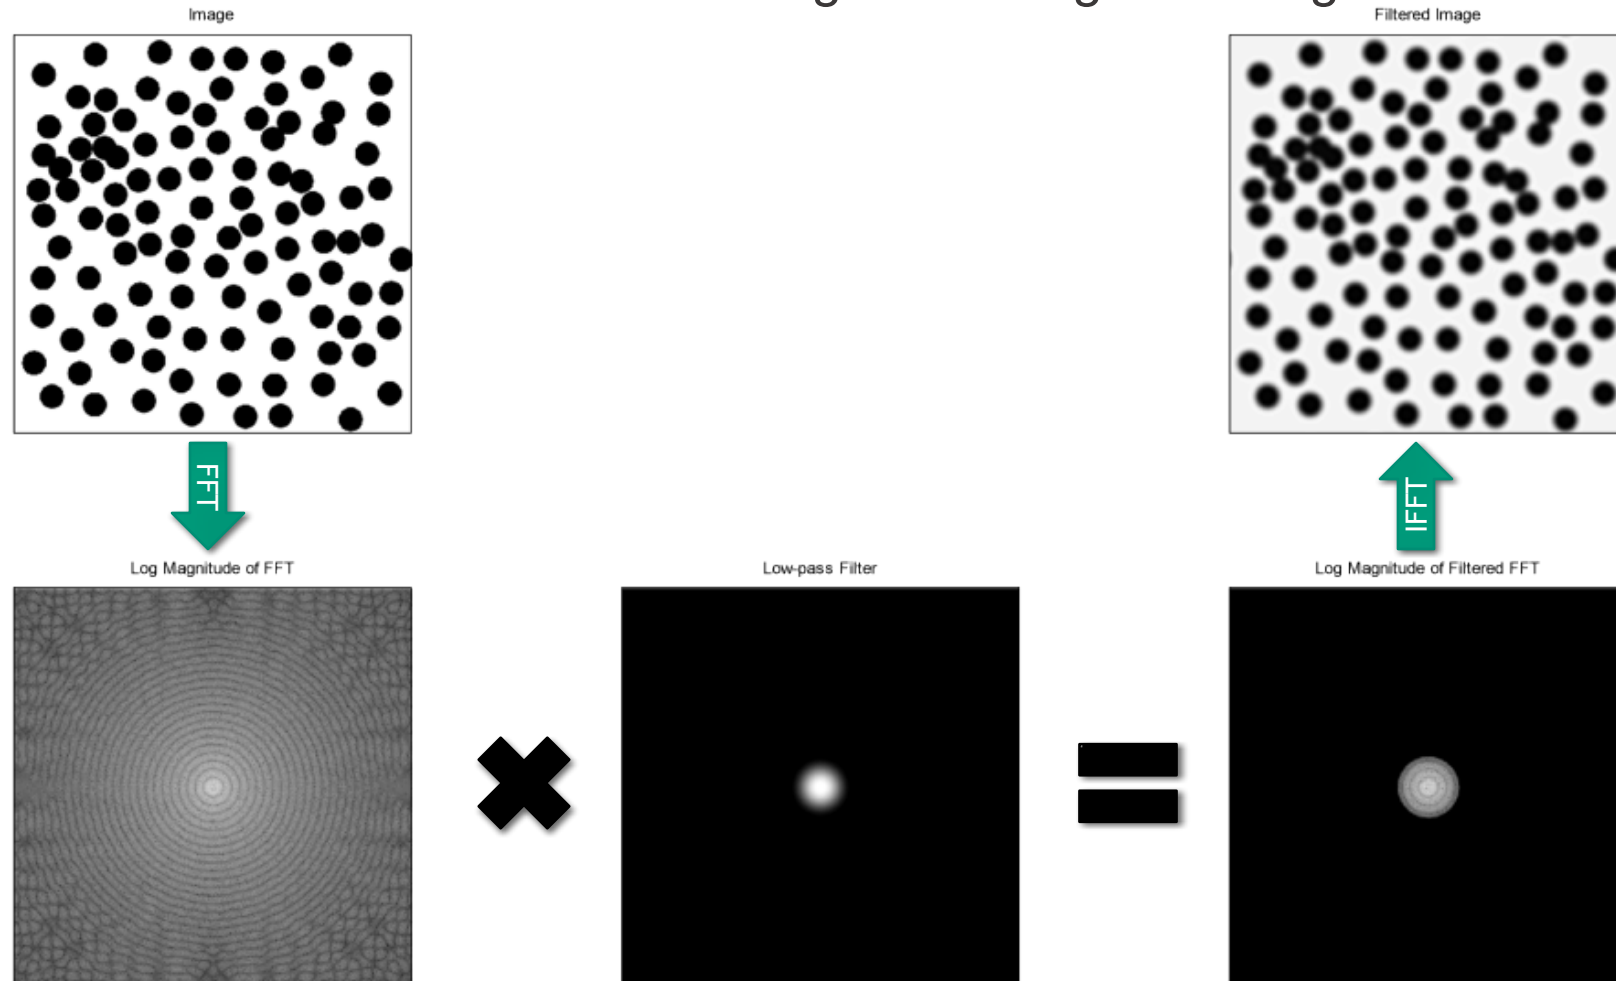 Image
Filtered Image
FFT
IFFT
Log Magnitude of FFT
Low-pass Filter
Log Magnitude of Filtered FFT